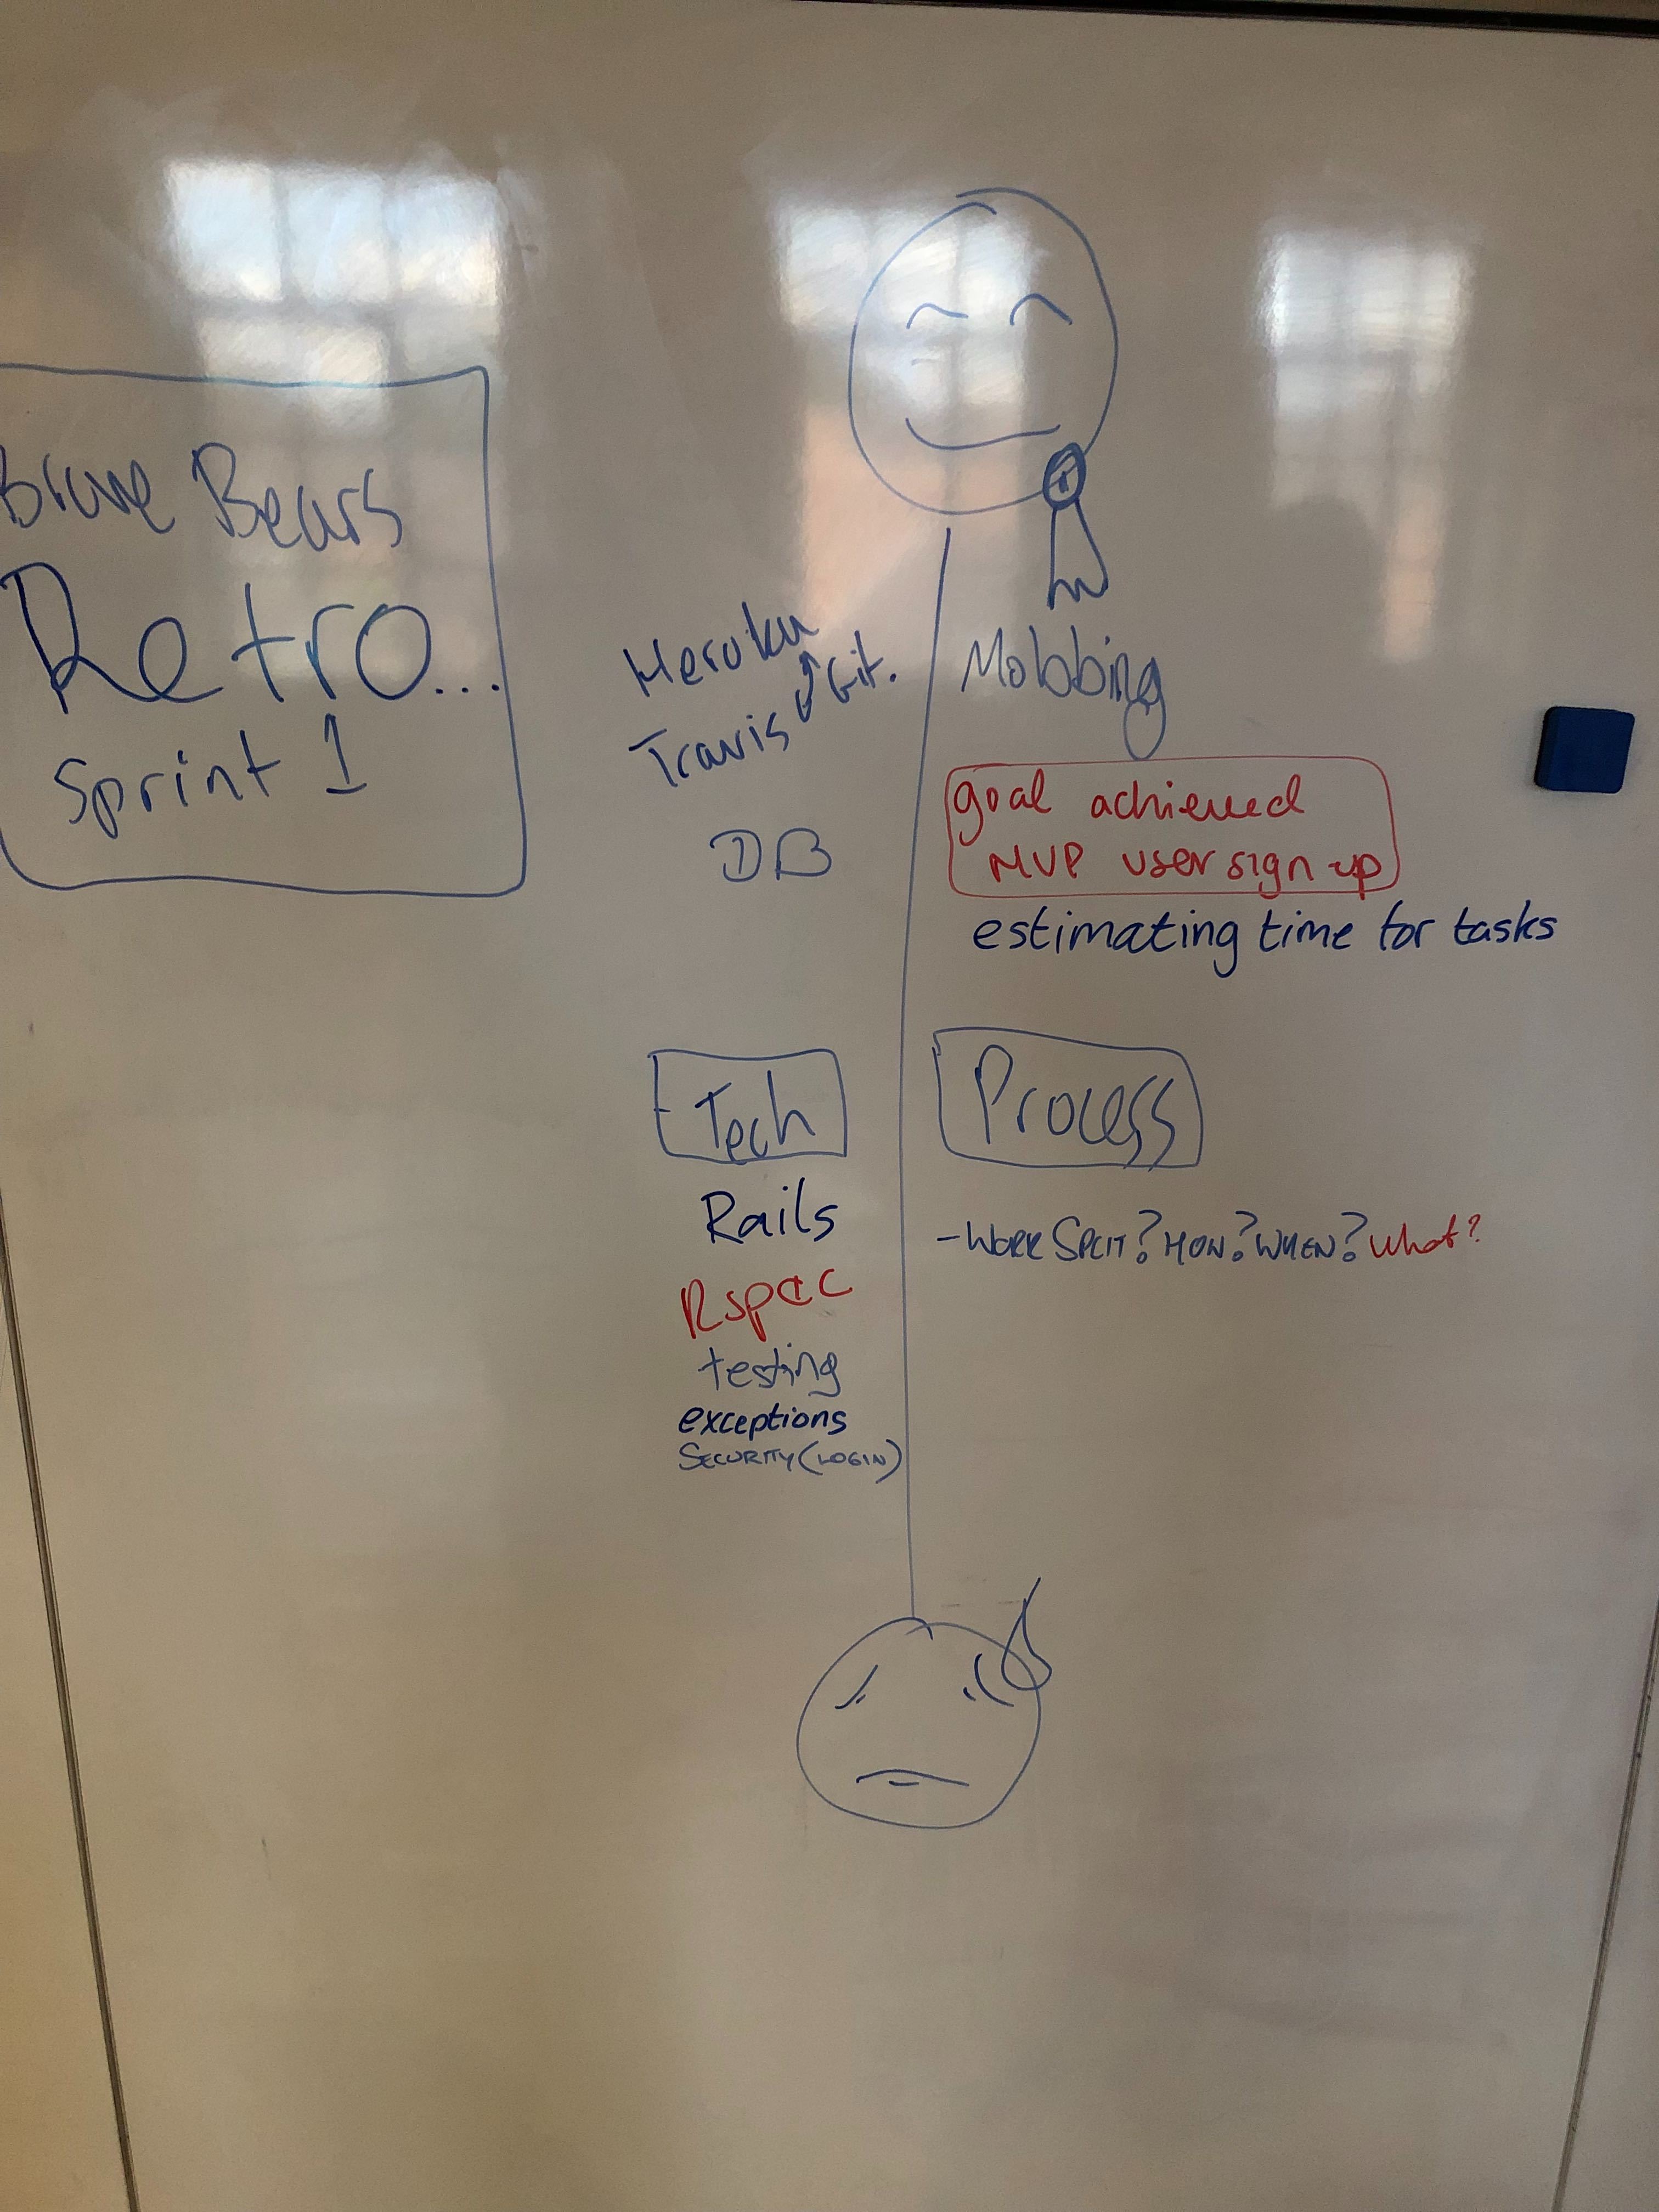 Brave Bears
Retro...
Sprint 1
Heroku
Git.
Travis
DB
Mobbing
goal achieved
MVP user sign up
estimating time for tasks
Tech
Process
Rails
Rspec
testing
exceptions
SECURITY (LOGIN)
- WORK SPLIT? HOW? WHEN? what?